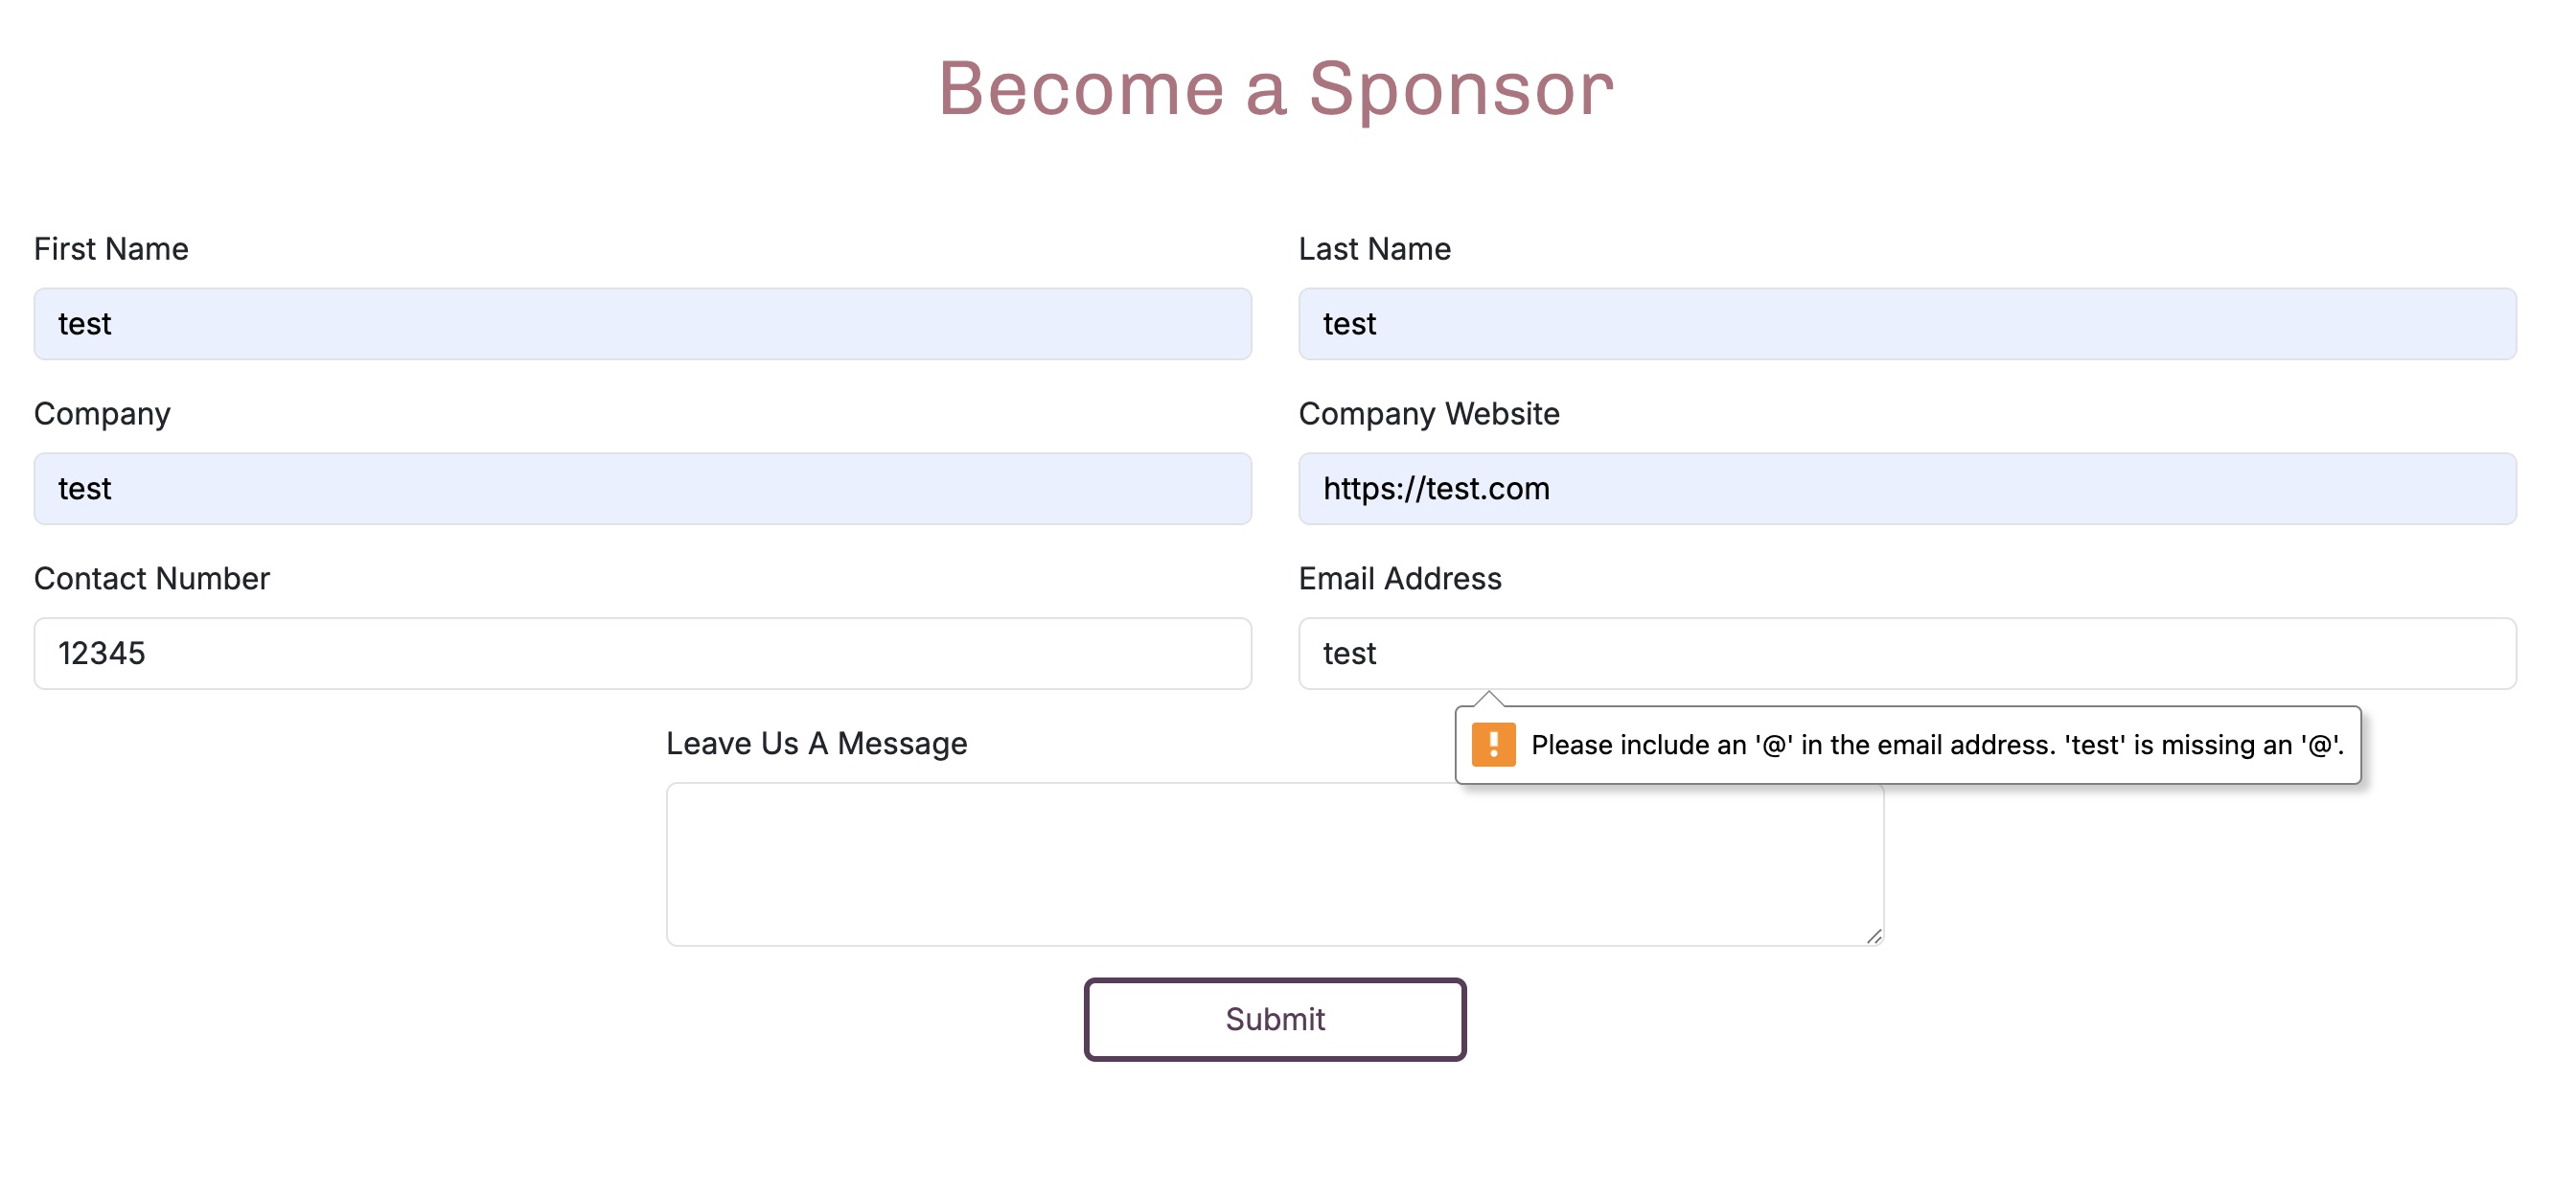 Become a Sponsor
First Name
Last Name
test
test
Company
Company Website
test
https://test.com
Contact Number
Email Address
12345
test
Please include an '@' in the email address. 'test' is missing an '@'.
Leave Us A Message
Submit